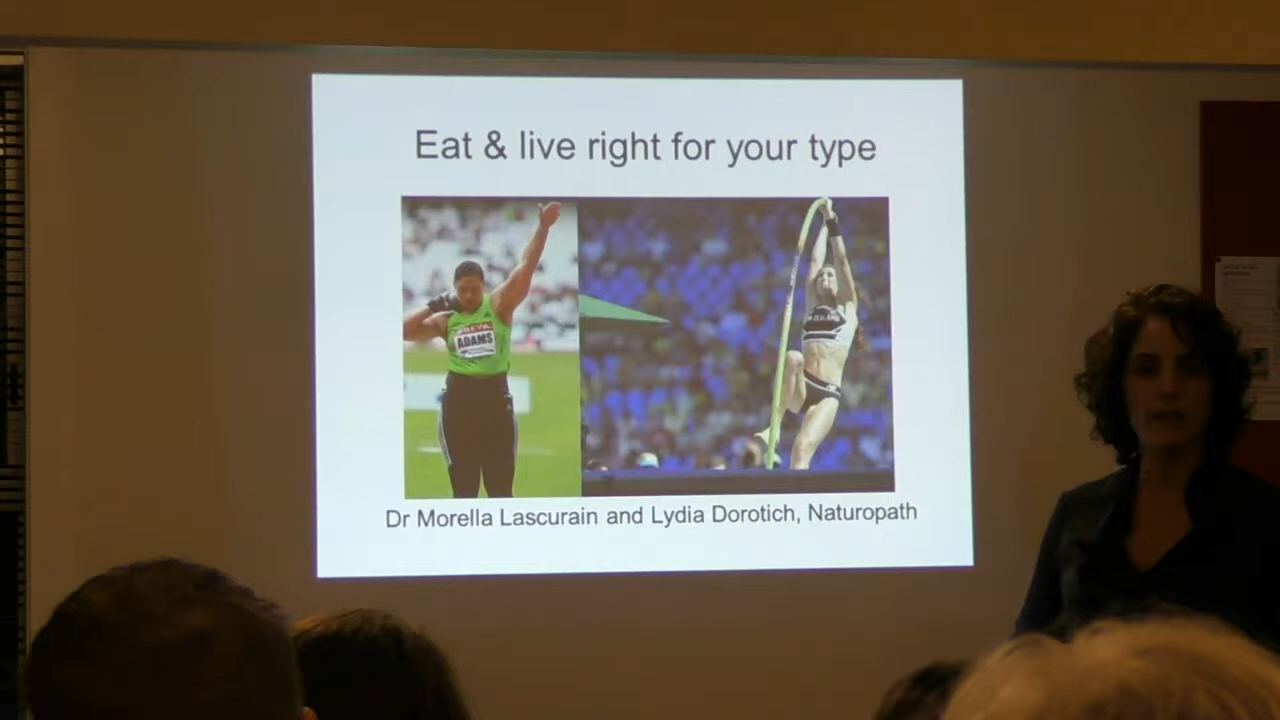 Eat & live right for your type
ADAMS
Dr Morella Lascurain and Lydia Dorotich, Naturopath